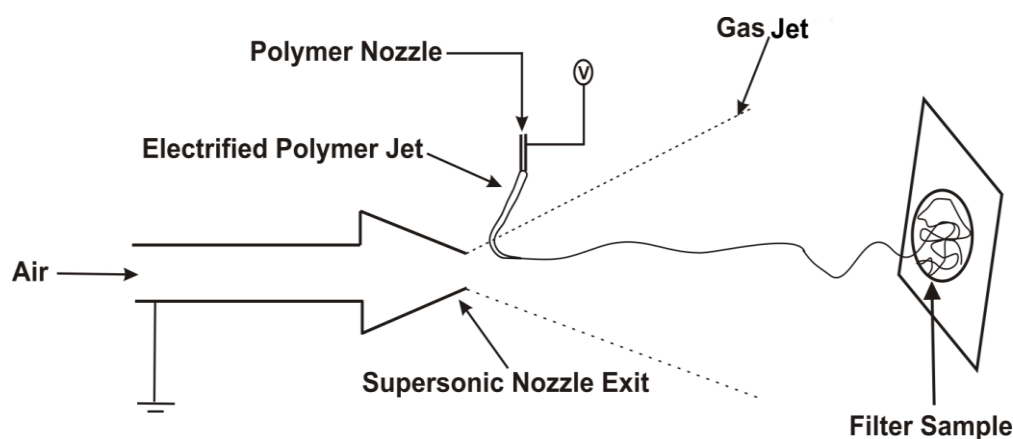 Gas Jet
Polymer Nozzle
V
Electrified Polymer Jet
Air
Supersonic Nozzle Exit
Filter Sample